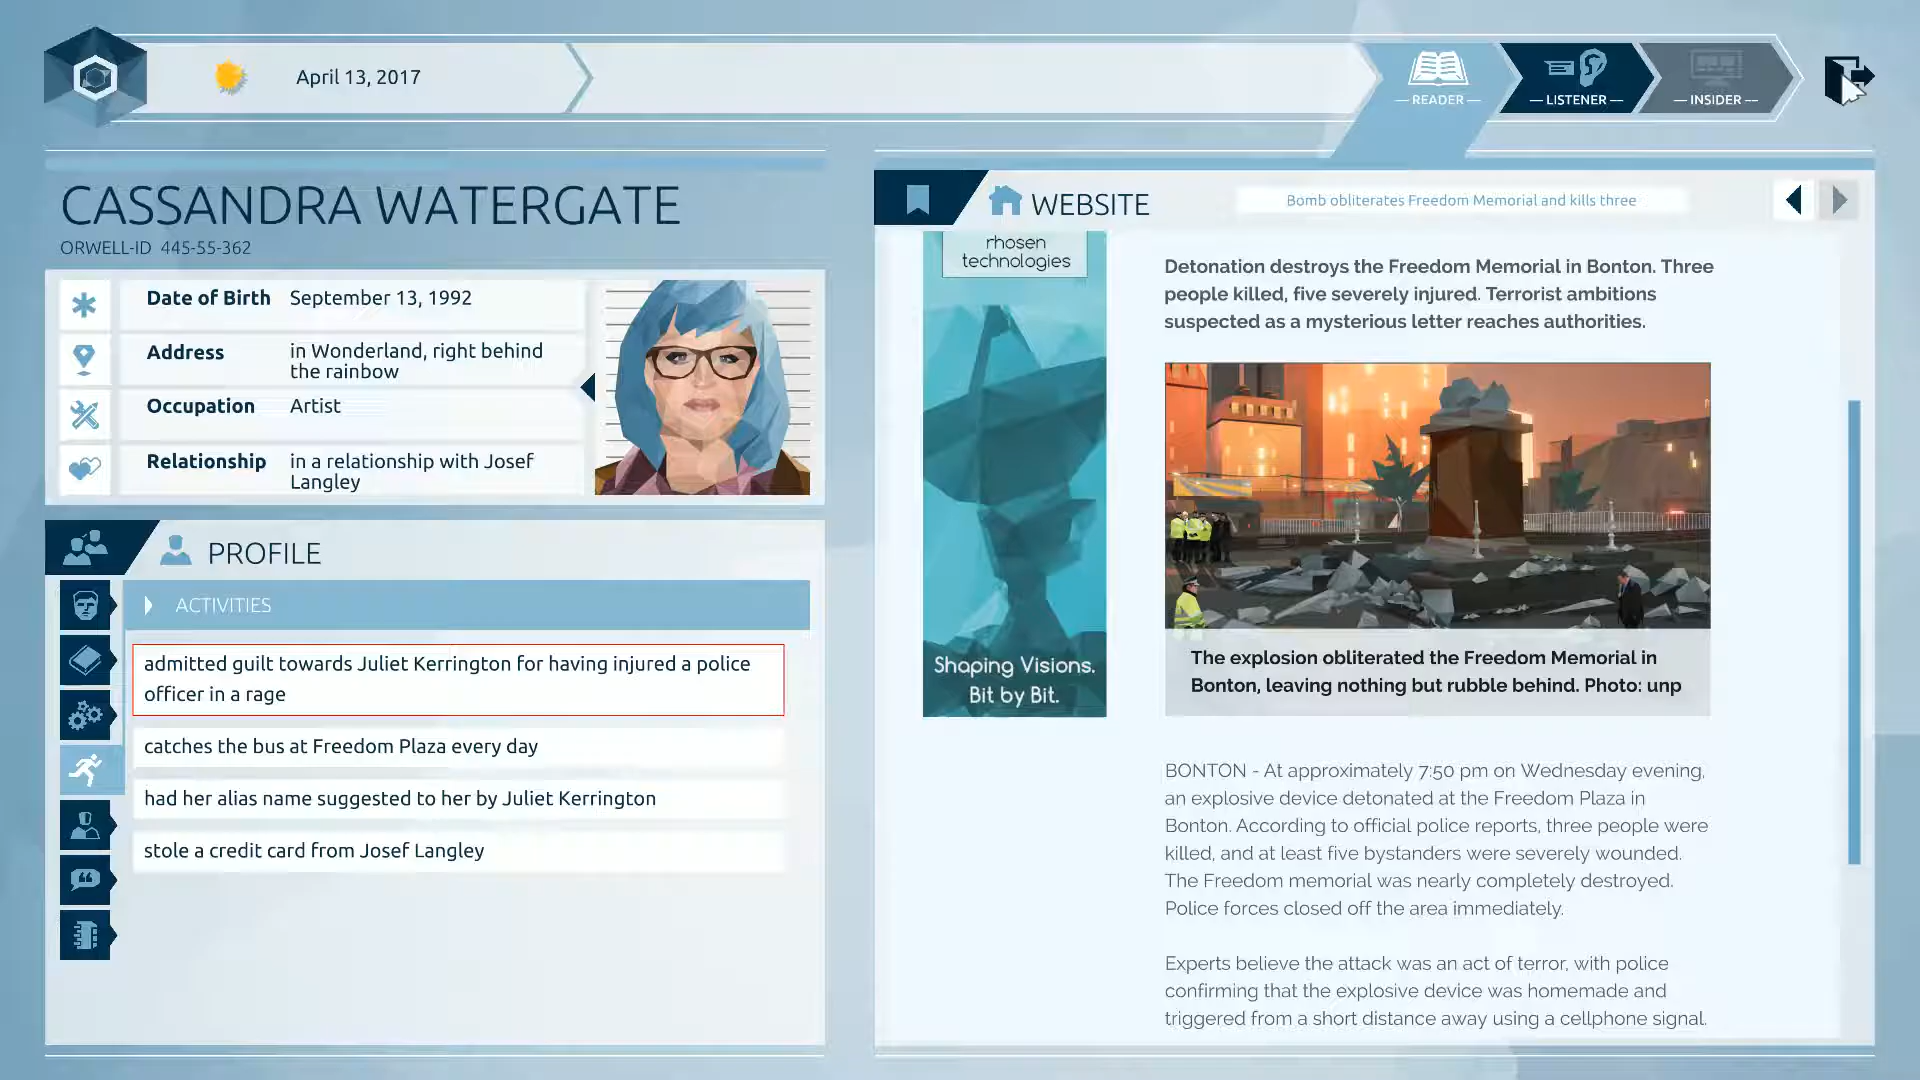 April 13, 2017
READER
LISTENER
INSIDER
CASSANDRA WATERGATE
ORWELL-ID 445-55-362
Date of Birth September 13, 1992
Address in Wonderland, right behind
the rainbow
Occupation Artist
Relationship in a relationship with Josef
Langley
PROFILE
ACTIVITIES
admitted guilt towards Juliet Kerrington for having injured a police
officer in a rage
catches the bus at Freedom Plaza every day
had her alias name suggested to her by Juliet Kerrington
stole a credit card from Josef Langley
WEBSITE
Bomb obliterates Freedom Memorial and kills three
rhosen
technologies
Shaping Visions.
Bit by Bit.
Detonation destroys the Freedom Memorial in Bonton. Three
people killed, five severely injured. Terrorist ambitions
suspected as a mysterious letter reaches authorities.
The explosion obliterated the Freedom Memorial in
Bonton, leaving nothing but rubble behind. Photo: unp
BONTON - At approximately 7:50 pm on Wednesday evening,
an explosive device detonated at the Freedom Plaza in
Bonton. According to official police reports, three people were
killed, and at least five bystanders were severely wounded.
The Freedom memorial was nearly completely destroyed.
Police forces closed off the area immediately.
Experts believe the attack was an act of terror, with police
confirming that the explosive device was homemade and
triggered from a short distance away using a cellphone signal.